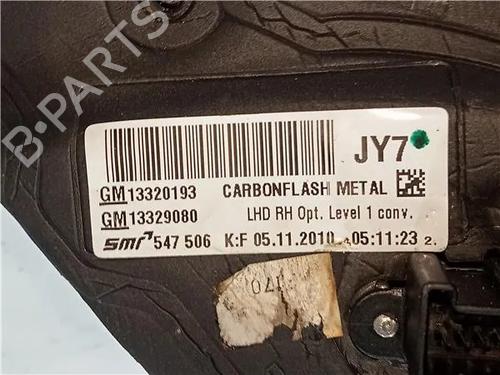 B-PARTS
JY7
GM13320193 CARBONFLASH METAL
GM13329080 LHD RH Opt. Level 1 conv.
smr 547 506 K:F 05.11.2010 05:11:23 2.